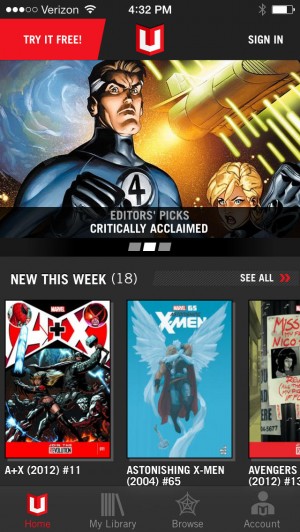 Verizon 4:32 PM
TRY IT FREE! U SIGN IN
4
EDITORS' PICKS
CRITICALLY ACCLAIMED
NEW THIS WEEK (18) SEE ALL
MARVEL
A+X
MARVEL 65
X-MEN
MISS
NICO
A+X (2012) #11
ASTONISHING X-MEN
(2004) #65
AVENGERS
(2012) #13
U
Home My Library Browse Account